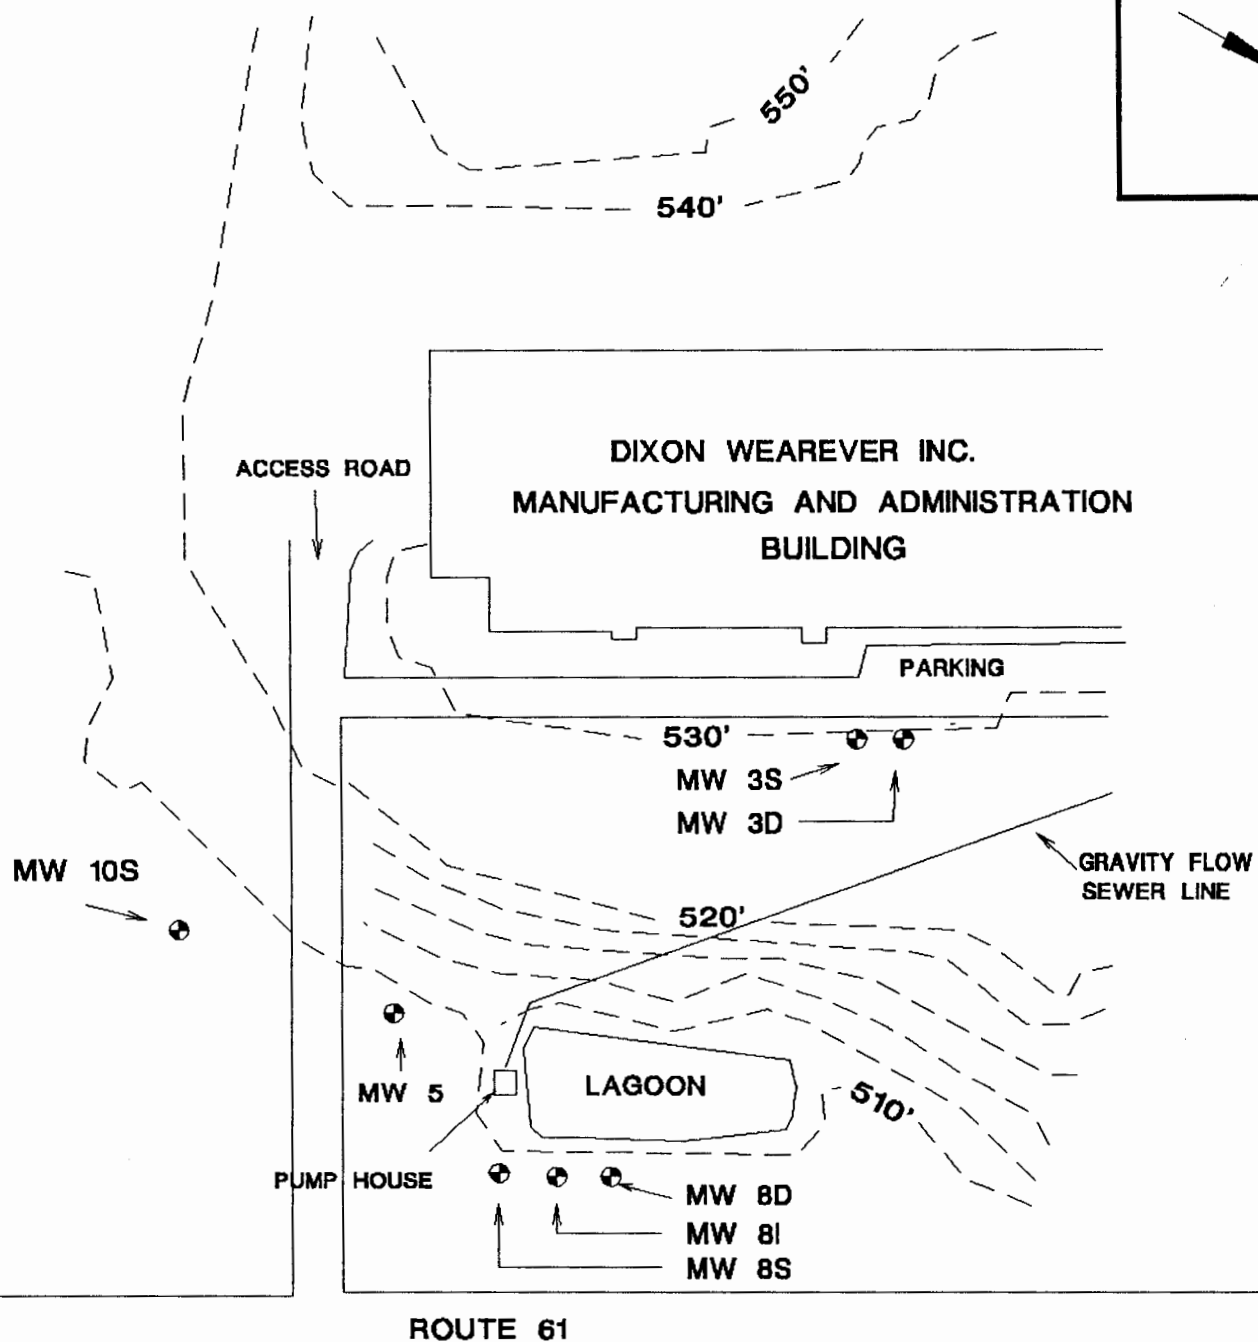 550'
540'
ACCESS ROAD
DIXON WEAREVER INC.
MANUFACTURING AND ADMINISTRATION
BUILDING
PARKING
530'
MW 3S
MW 3D
MW 10S
GRAVITY FLOW
SEWER LINE
520'
MW 5
LAGOON
510'
PUMP HOUSE
MW 8D
MW 8I
MW 8S
ROUTE 61